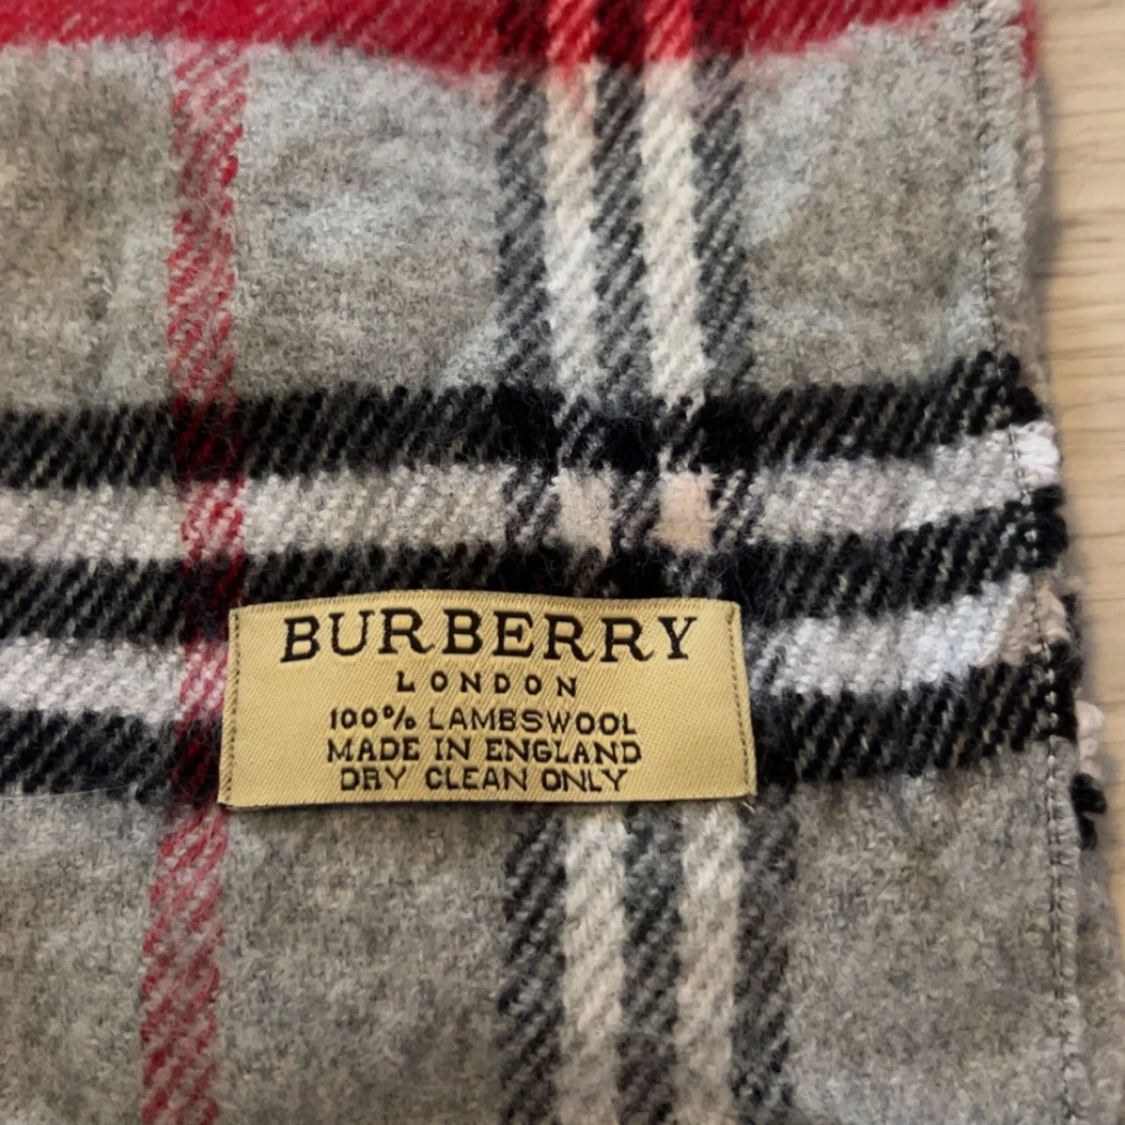 BURBERRY
LONDON
100% LAMBSWOOL
MADE IN ENGLAND
DRY CLEAN ONLY